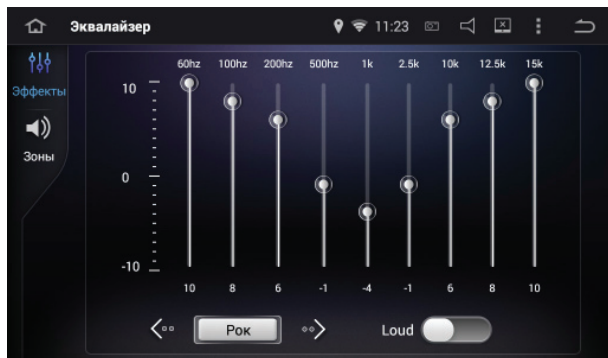 Эквалайзер 11:23
Эффекты
Зоны
60hz 100hz 200hz 500hz 1k 2.5k 10k 12.5k 15k
10
0
-10
10 8 6 -1 -4 -1 6 8 10
Рок Loud